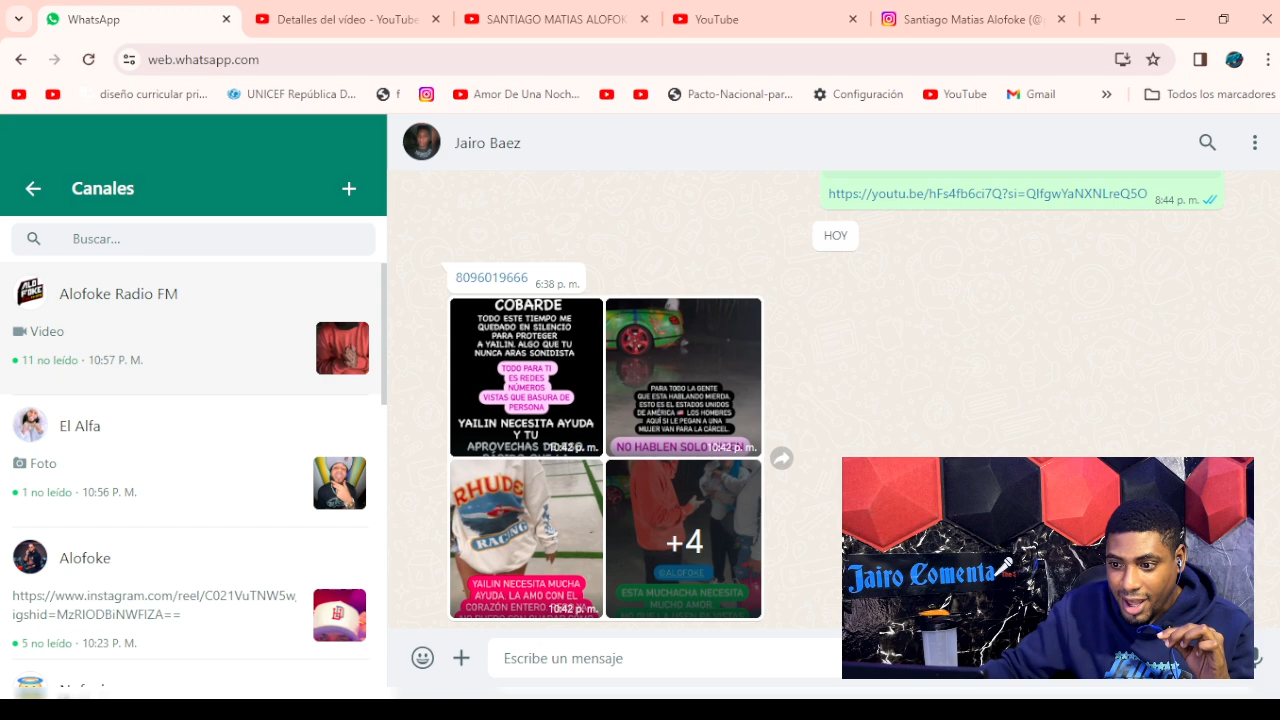 WhatsApp
Detalles del vídeo - YouTube
SANTIAGO MATIAS ALOFOK
YouTube
Santiago Matias Alofoke (@
web.whatsapp.com
diseño curricular pri...
UNICEF República D...
f
Amor De Una Noch...
Pacto-Nacional-par...
Configuración
YouTube
Gmail
Todos los marcadores
Canales
Buscar...
ALO FOKE
Alofoke Radio FM
Video
11 no leído · 10:57 P. M.
El Alfa
Foto
1 no leído · 10:56 P. M.
Alofoke
https://www.instagram.com/reel/C021VuTNW5w,
igshid=MzRlODBiNWFlZA==
5 no leído · 10:23 P. M.
Jairo Baez
https://youtu.be/hFs4fb6ci7Q?si=QIfgwYaNXNLreQ5O
8:44 p. m.
HOY
8096019666
6:38 p. m.
COBARDE
TODO ESTE TIEMPO ME
QUEDADO EN SILENCIO
PARA PROTEGER
A YAILIN. ALGO QUE TU
NUNCA ARAS SONIDISTA
TODO PARA TI
ES REDES
NÚMEROS
VISTAS QUE BASURA DE
PERSONA
YAILIN NECESITA AYUDA
Y TU
APROVECHAS
10:42 p. m.
PARA TODO LA GENTE
QUE ESTA HABLANDO MIERDA.
ESTO ES EL ESTADOS UNIDOS
DE AMÉRICA LOS HOMBRES
AQUÍ SI LE PEGAN A UNA
MUJER VAN PARA LA CÁRCEL.
NO HABLEN SOLO
10:42 p. m.
RHUDE
RACING
YAILIN NECESITA MUCHA
AYUDA. LA AMO CON EL
CORAZÓN ENTERO.
10:42 p. m.
+4
@ALOFOKE
ESTA MUCHACHA NECESITA
MUCHO AMOR.
Escribe un mensaje
Jairo Comenta